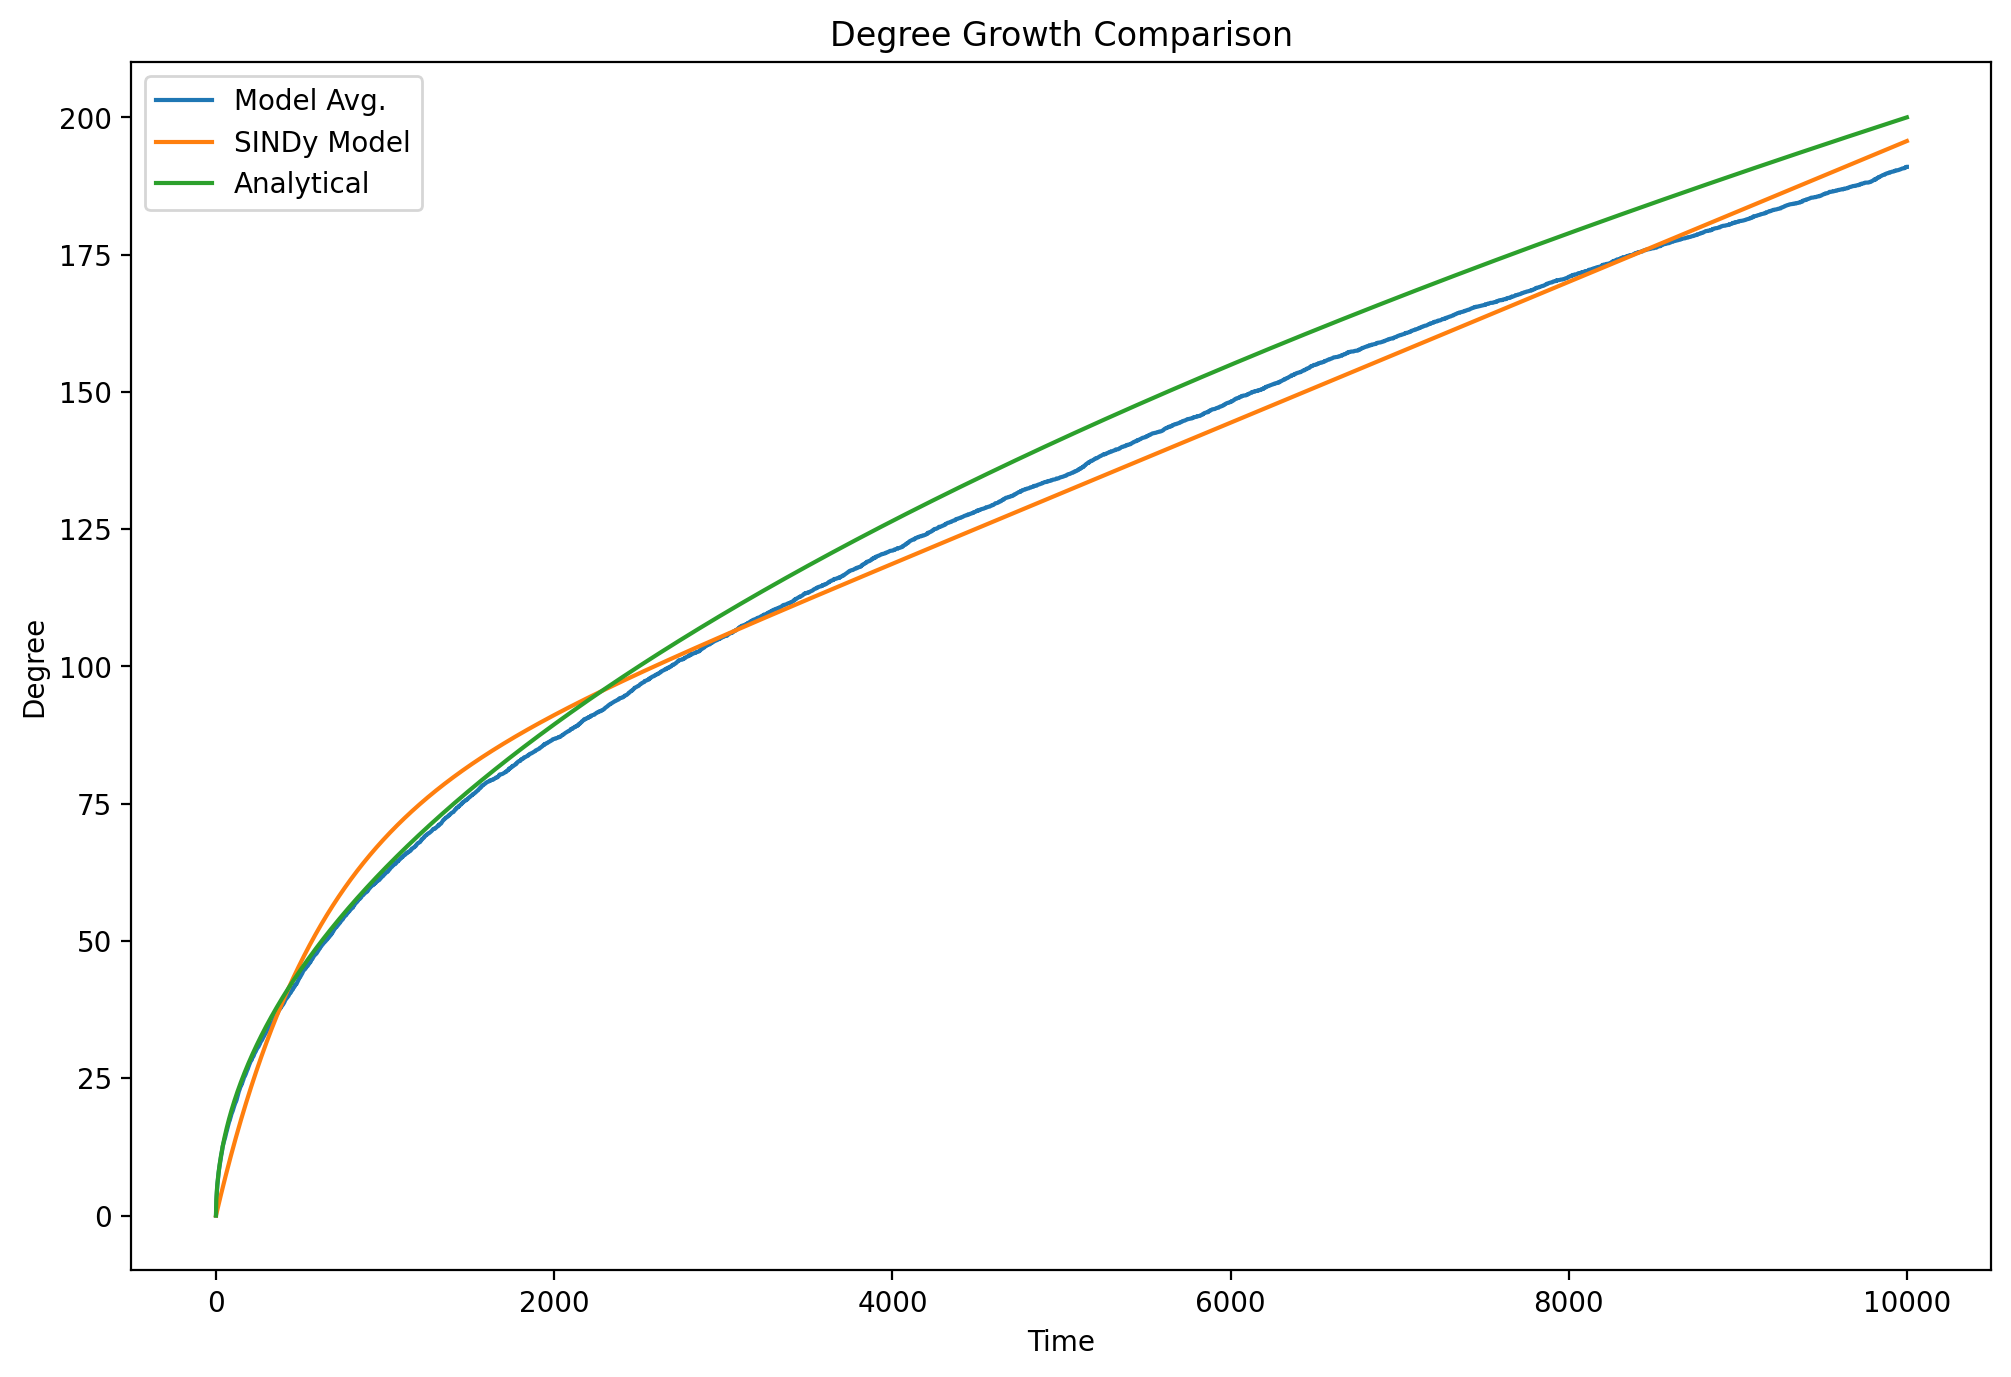 Degree Growth Comparison
Model Avg.
SINDy Model
Analytical
200
175
150
125
100
75
50
25
0
Degree
0 2000 4000 6000 8000 10000
Time